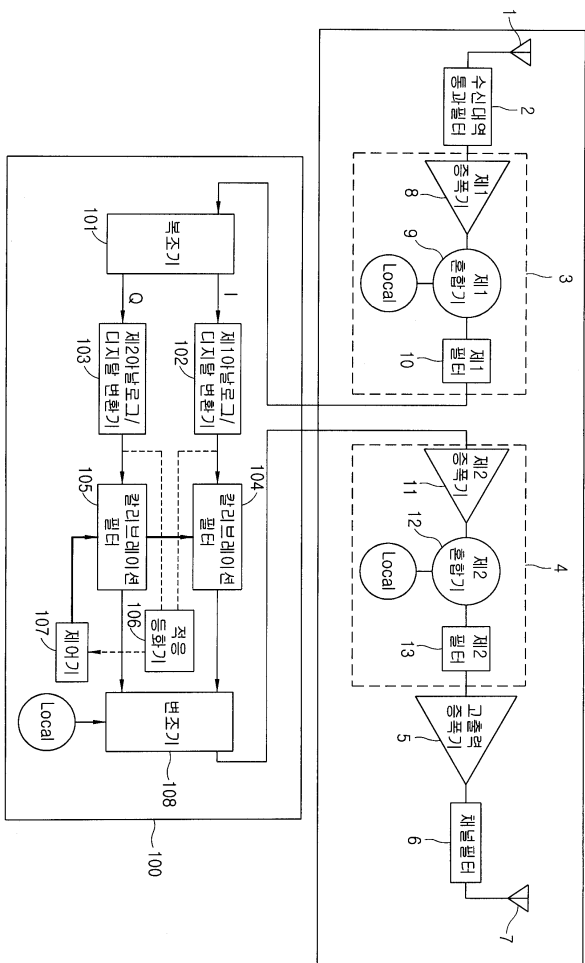 1
수신대역
통과필터
2
3
제1
증폭기
8
9
제1
혼합기
Local
제1
필터
10
4
제2
증폭기
11
12
제2
혼합기
Local
제2
필터
13
고출력
증폭기
5
채널필터
6
7
복조기
101
I
Q
제1아날로그/
디지탈 변환기
102
제2아날로그/
디지탈 변환기
103
104
칼리브레이션
필터
105
칼리브레이션
필터
적응
등화기
106
제어기
107
변조기
108
Local
100